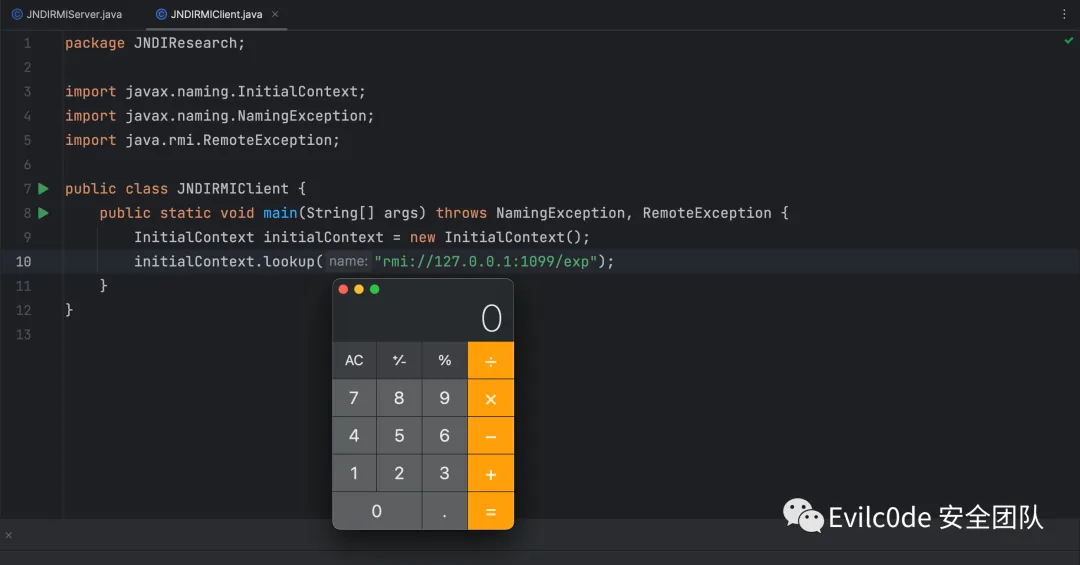 JNDIRMIServer.java JNDIRMIClient.java
1 package JNDIResearch;
2
3 import javax.naming.InitialContext;
4 import javax.naming.NamingException;
5 import java.rmi.RemoteException;
6
7 public class JNDIRMIClient {
8 public static void main(String[] args) throws NamingException, RemoteException {
9 InitialContext initialContext = new InitialContext();
10 initialContext.lookup( name: "rmi://127.0.0.1:1099/exp");
11 }
12 }
13
0
AC +/- % ÷
7 8 9 ×
4 5 6 −
1 2 3 +
0 . =
Evilc0de 安全团队